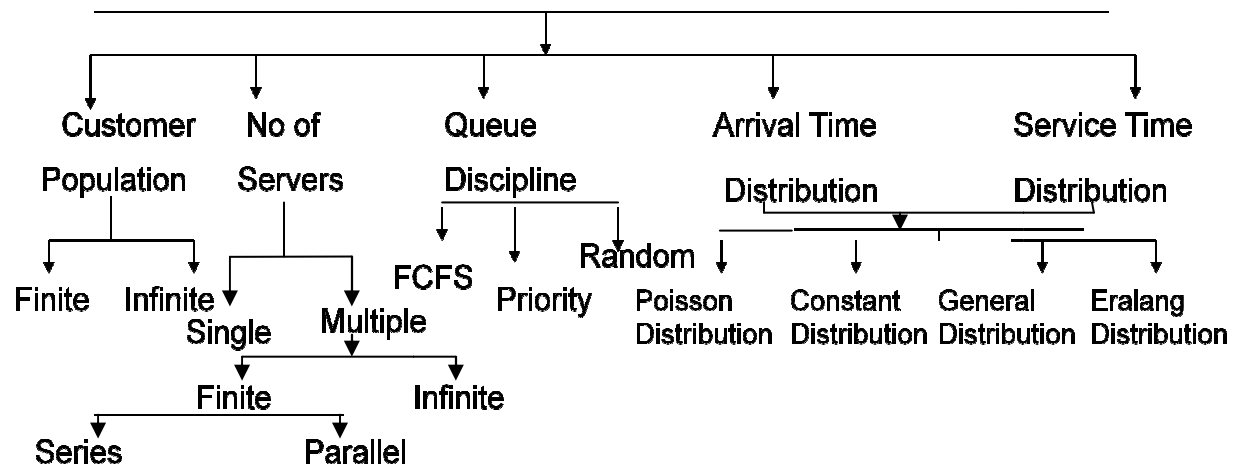 Customer
Population
No of
Servers
Queue
Discipline
Arrival Time
Distribution
Service Time
Distribution
Finite
Infinite
Single
Multiple
FCFS
Priority
Random
Poisson
Distribution
Constant
Distribution
General
Distribution
Eralang
Distribution
Finite
Infinite
Series
Parallel